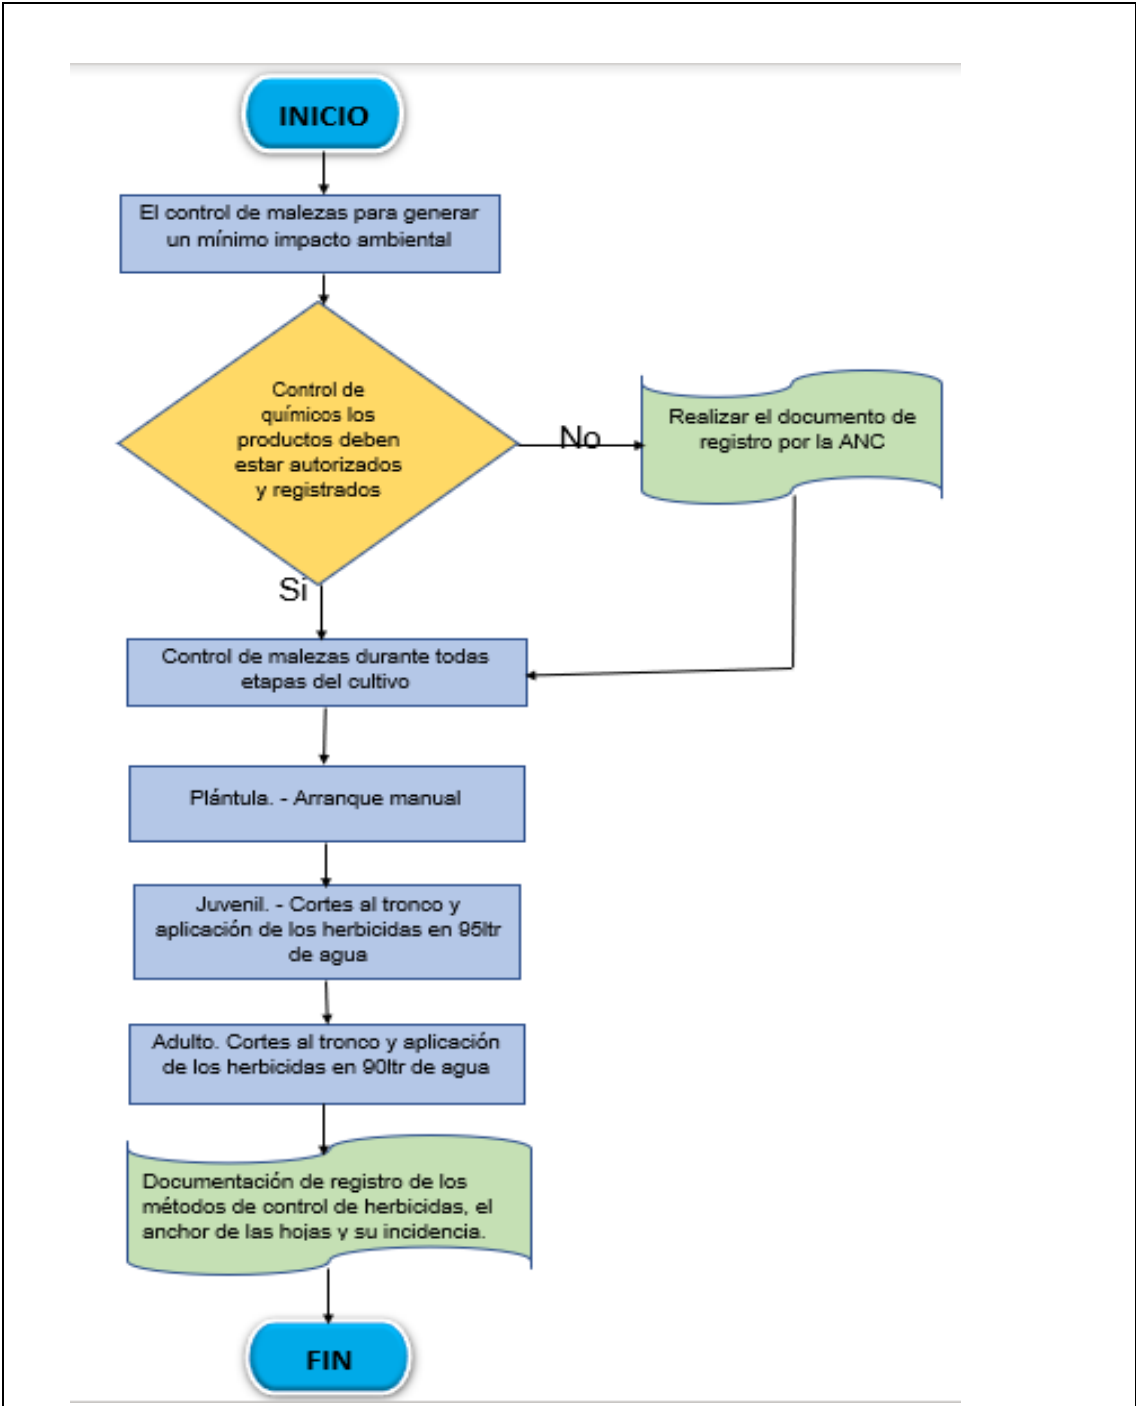 INICIO
El control de malezas para generar
un mínimo impacto ambiental
Control de
químicos los
productos deben
estar autorizados
y registrados
No
Realizar el documento de
registro por la ANC
Si
Control de malezas durante todas
etapas del cultivo
Plántula. - Arranque manual
Juvenil. - Cortes al tronco y
aplicación de los herbicidas en 95ltr
de agua
Adulto. Cortes al tronco y aplicación
de los herbicidas en 90ltr de agua
Documentación de registro de los
métodos de control de herbicidas, el
anchor de las hojas y su incidencia.
FIN